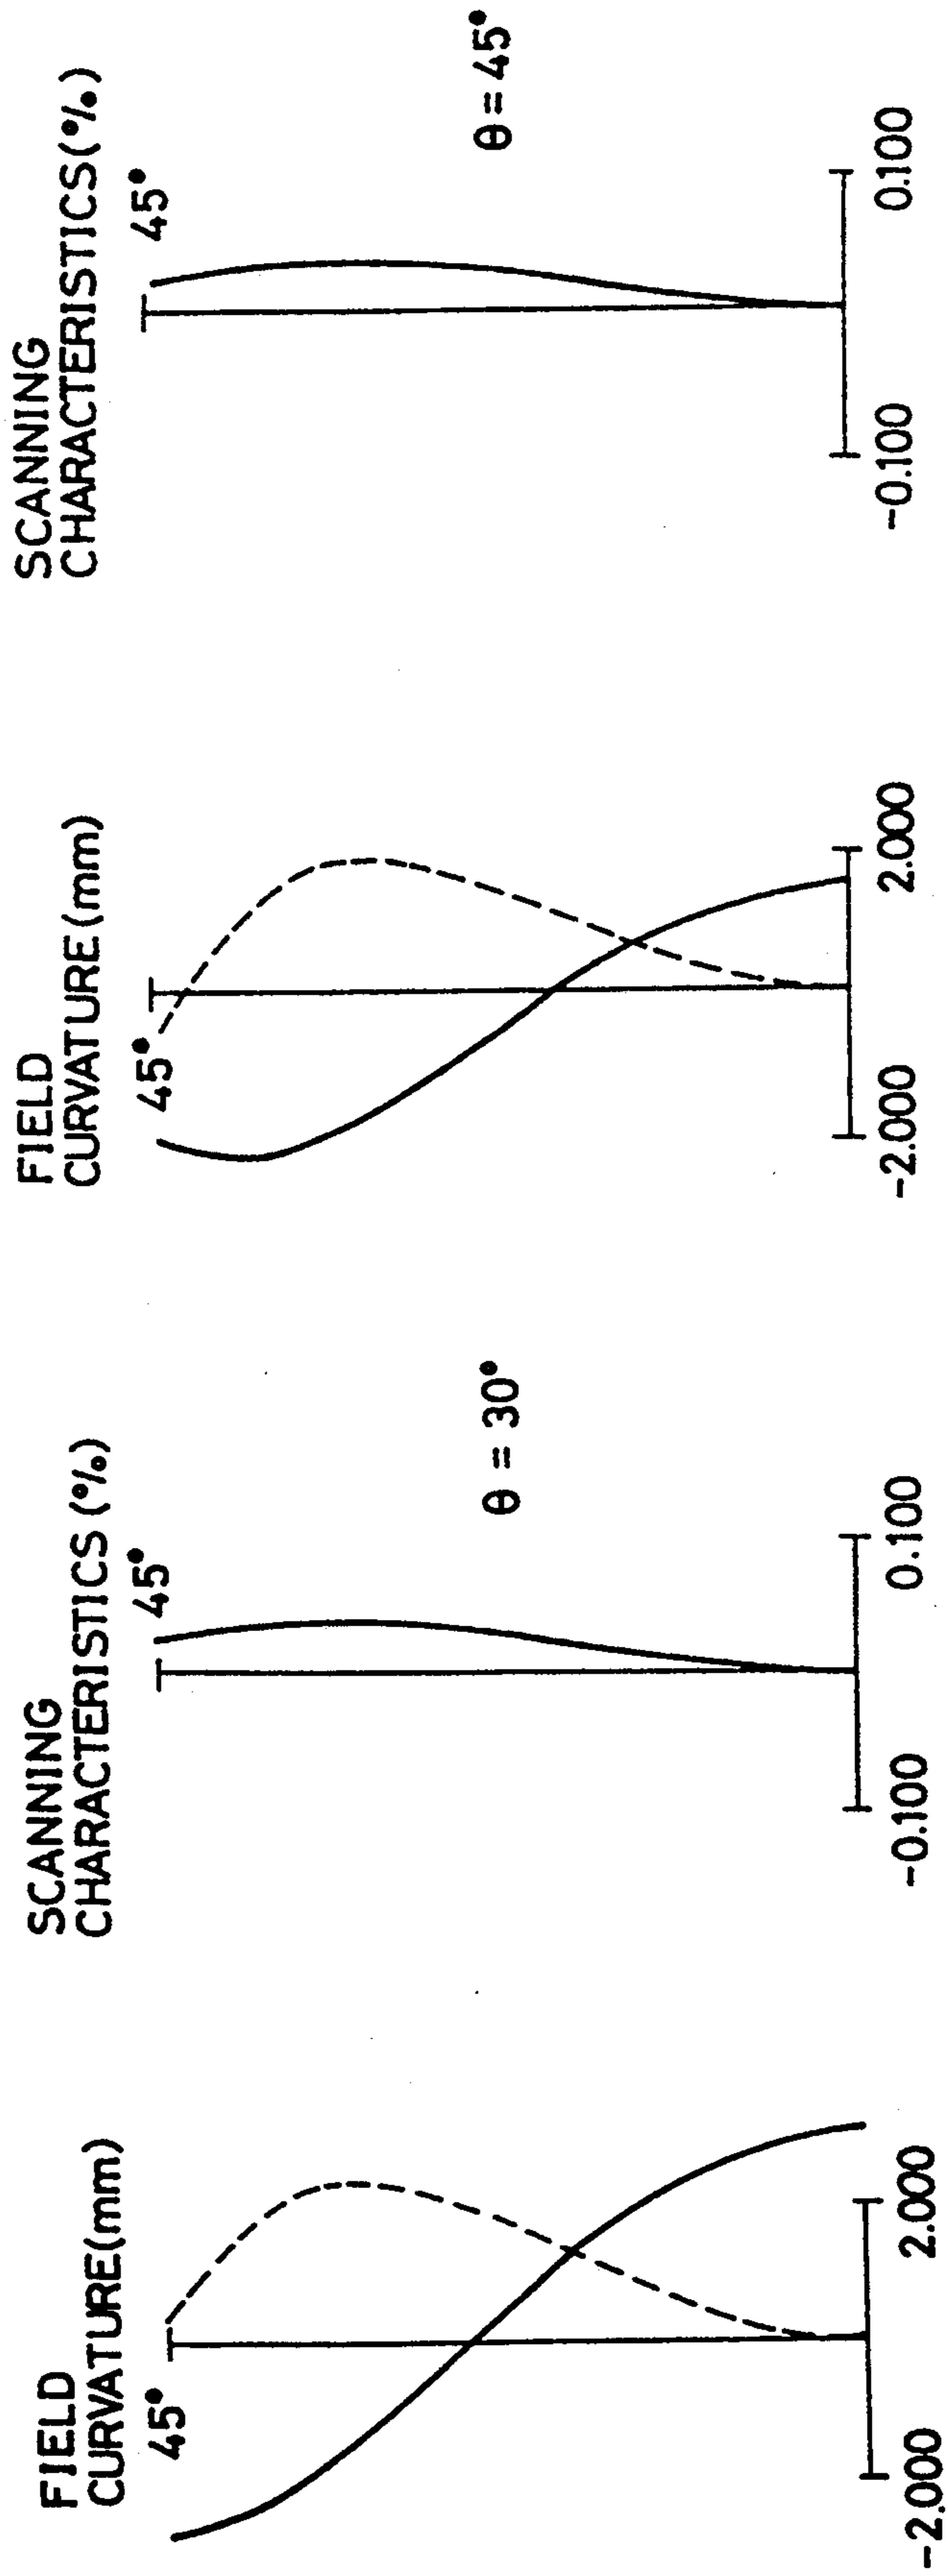 FIELD
CURVATURE(mm)
45°
-2.000
2.000
SCANNING
CHARACTERISTICS (%)
45°
θ = 30°
-0.100
0.100
FIELD
CURVATURE(mm)
45°
-2.000
2.000
SCANNING
CHARACTERISTICS(%)
45°
θ = 45°
-0.100
0.100